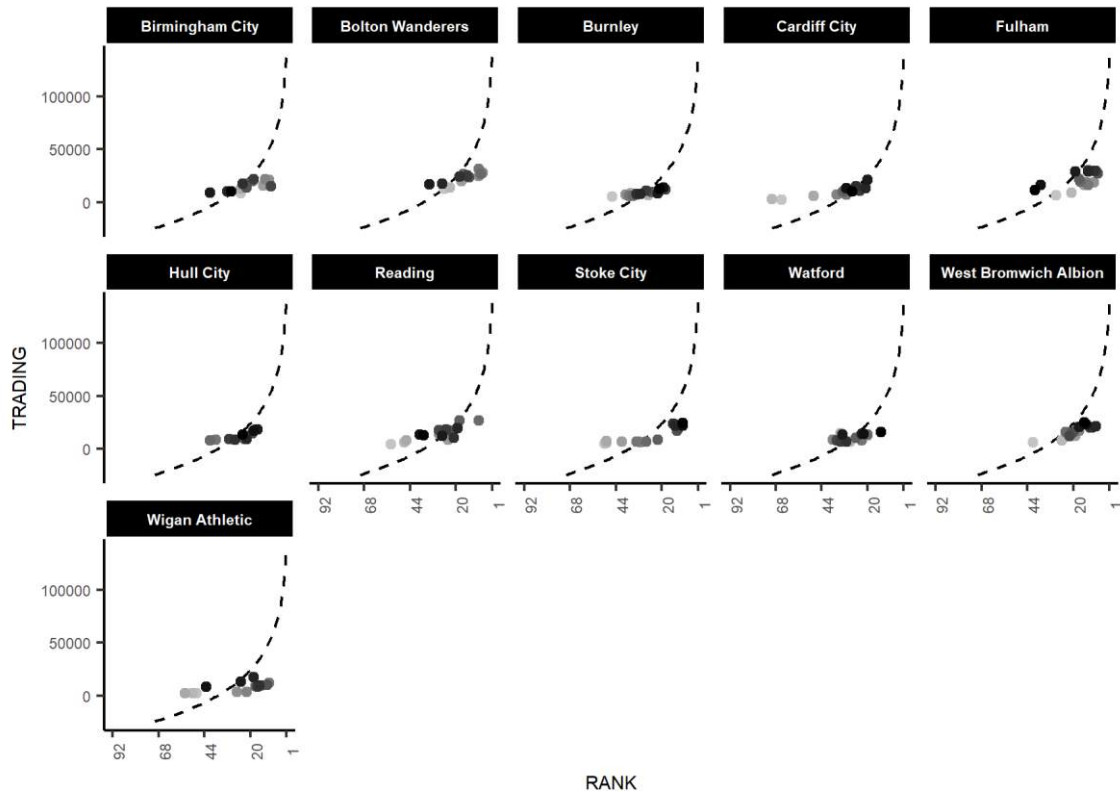 Birmingham City Bolton Wanderers Burnley Cardiff City Fulham
100000
50000
0
Hull City Reading Stoke City Watford West Bromwich Albion
TRADING
100000
50000
0
92 68 44 20 1 92 68 44 20 1 92 68 44 20 1 92 68 44 20 1
Wigan Athletic
100000
50000
0
92 68 44 20 1
RANK